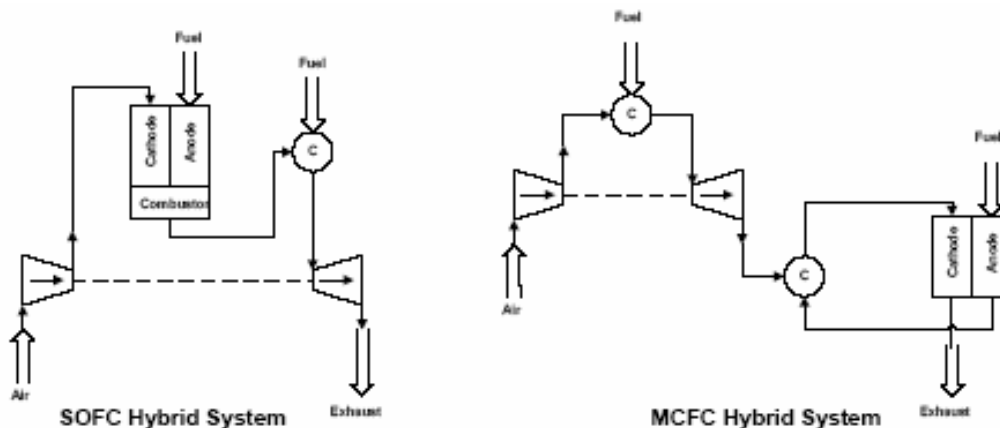 Fuel
Fuel
Cathode
Anode
C
Combustor
Air
Exhaust
SOFC Hybrid System
Fuel
C
Fuel
Cathode
Anode
C
Air
Exhaust
MCFC Hybrid System